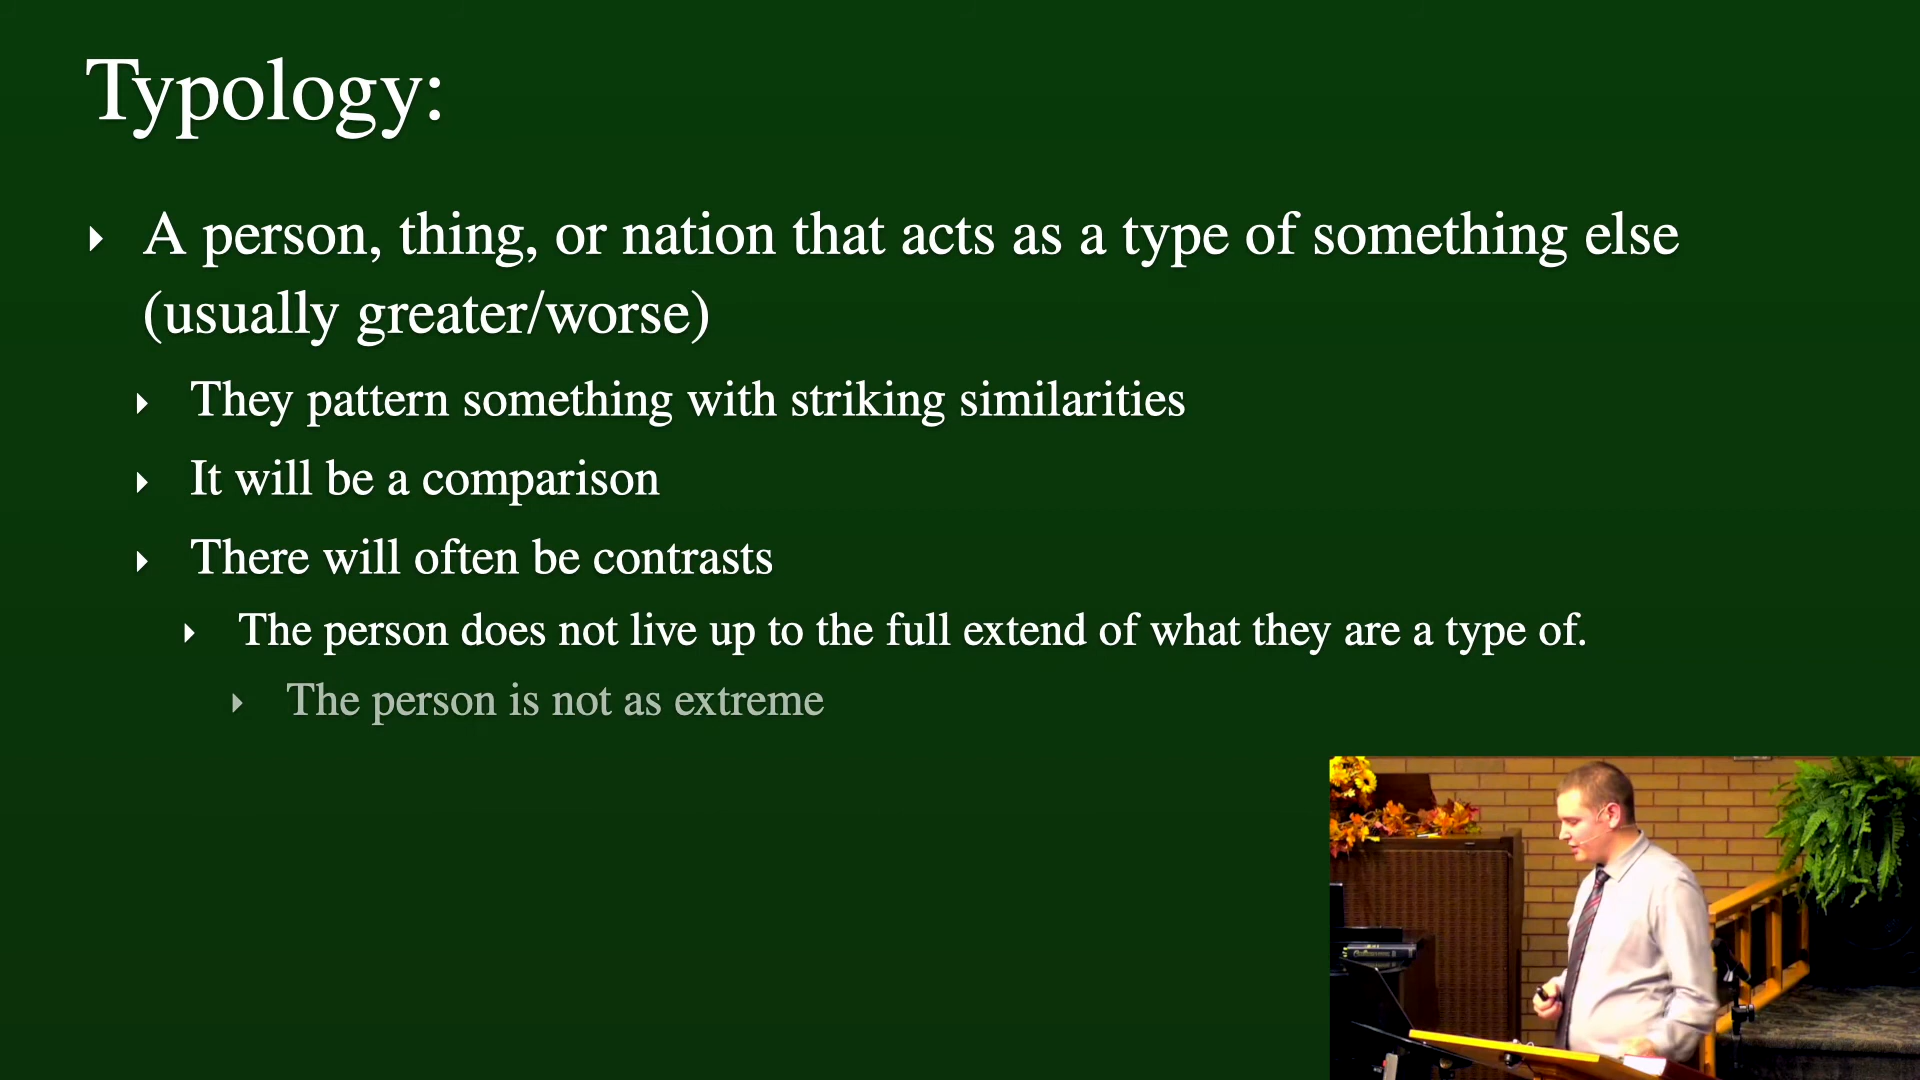 Typology:
A person, thing, or nation that acts as a type of something else
(usually greater/worse)
They pattern something with striking similarities
It will be a comparison
There will often be contrasts
The person does not live up to the full extend of what they are a type of.
The person is not as extreme